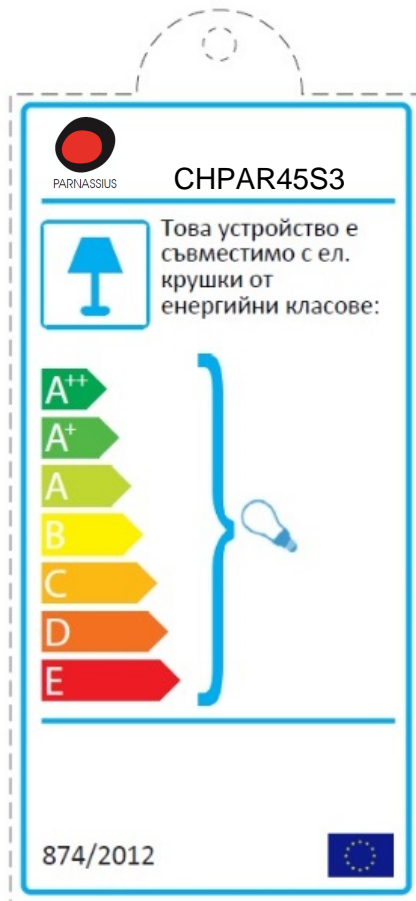 PARNASSIUS
CHPAR45S3
Това устройство е
съвместимо с ел.
крушки от
енергийни класове:
A++
A+
A
B
C
D
E
874/2012